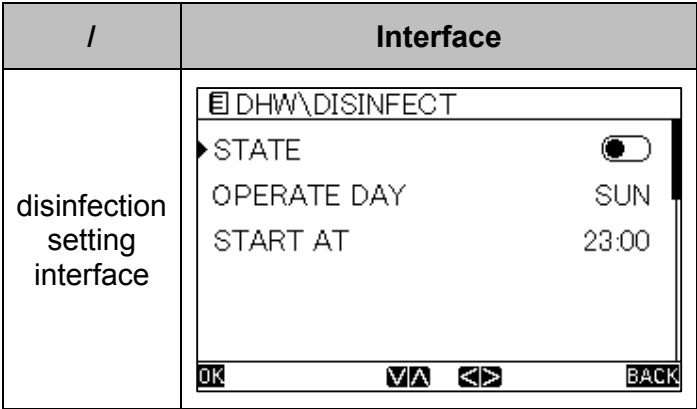 /
Interface
disinfection
setting
interface
DHW\DISINFECT
STATE
OPERATE DAY SUN
START AT 23:00
OK BACK